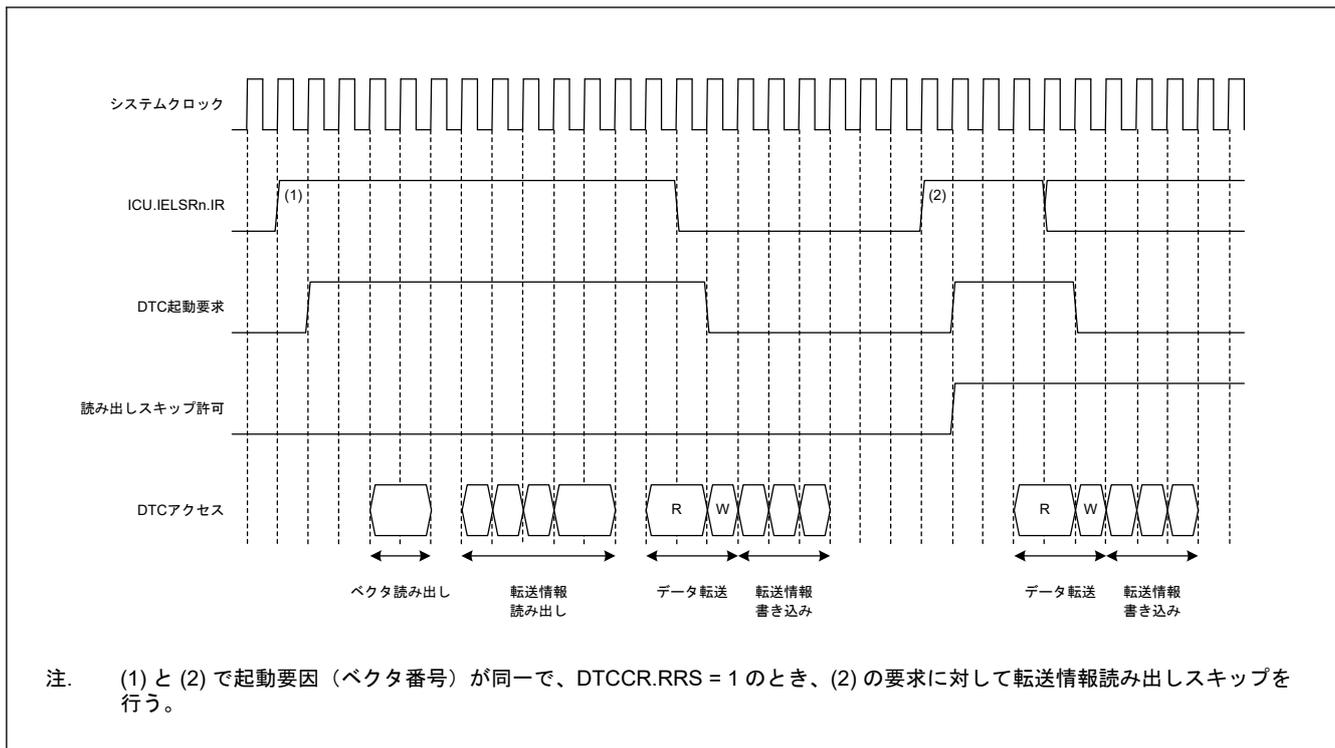 システムクロック
ICU.IELSRn.IR
(1)
(2)
DTC起動要求
読み出しスキップ許可
DTCアクセス
R
W
R
W
ベクタ読み出し
転送情報
読み出し
データ転送
転送情報
書き込み
データ転送
転送情報
書き込み
注. (1) と (2) で起動要因（ベクタ番号）が同一で、DTCCR.RRS = 1 のとき、(2) の要求に対して転送情報読み出しスキップを
行う。